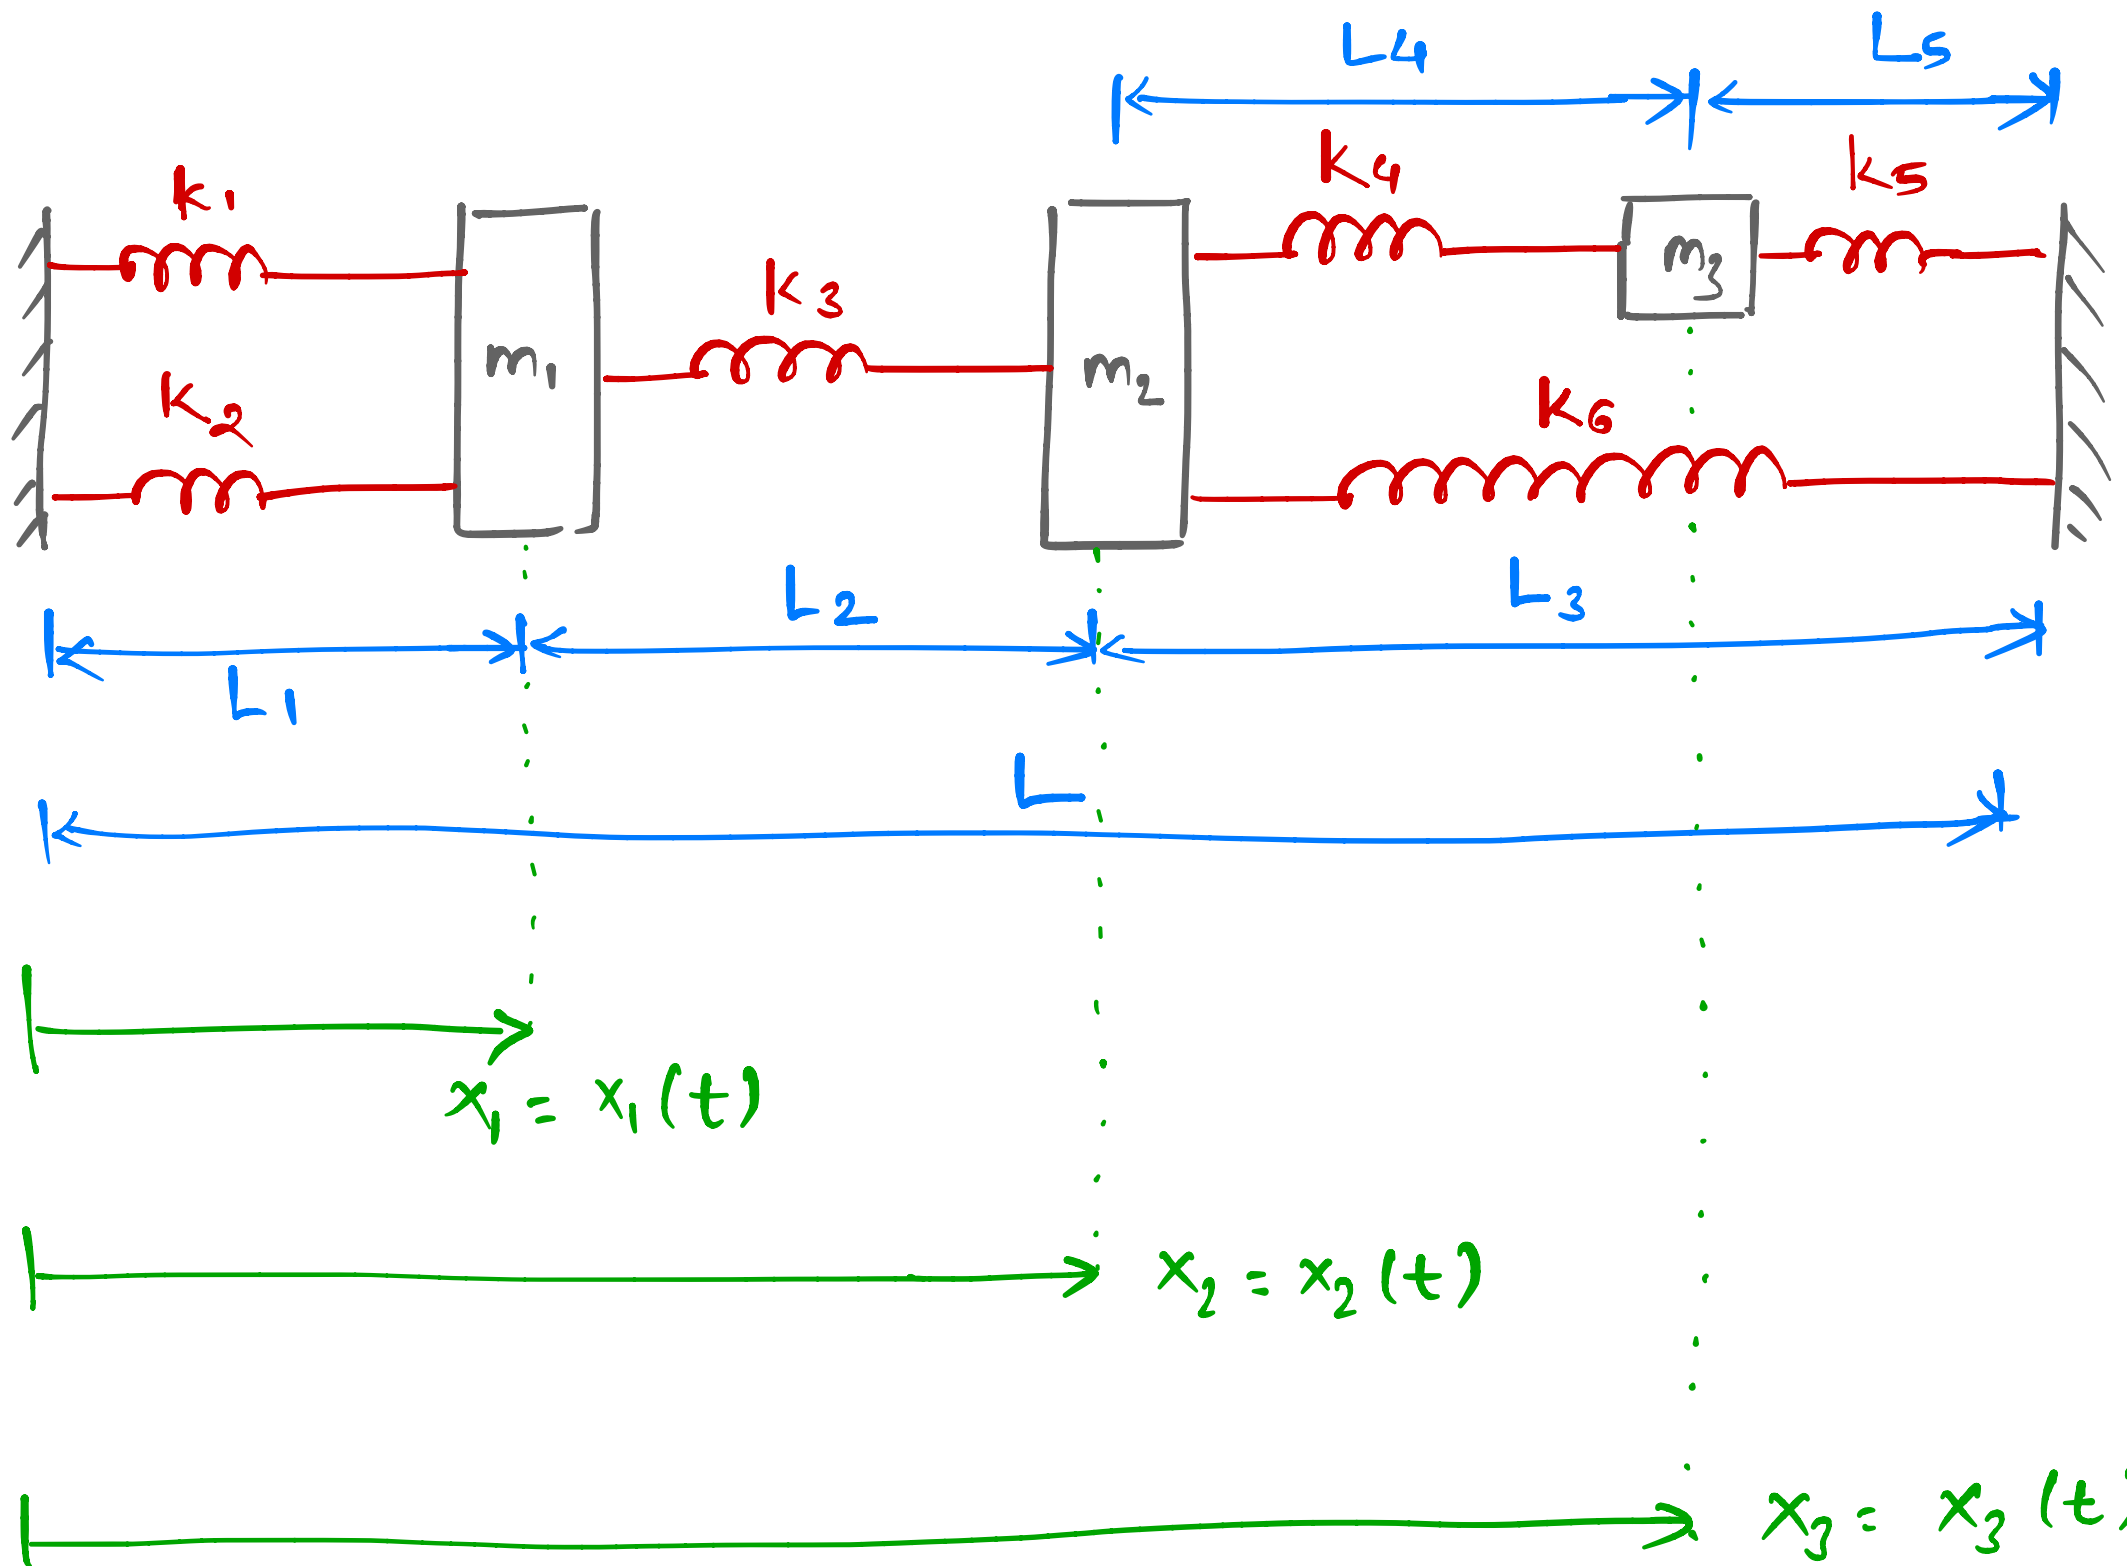 L4 L5
k1 k4 k5
k3
m1 m2 m3
k2 k6
L2 L3
L1
L
x1 = x1(t)
x2 = x2(t)
x3 = x3(t)